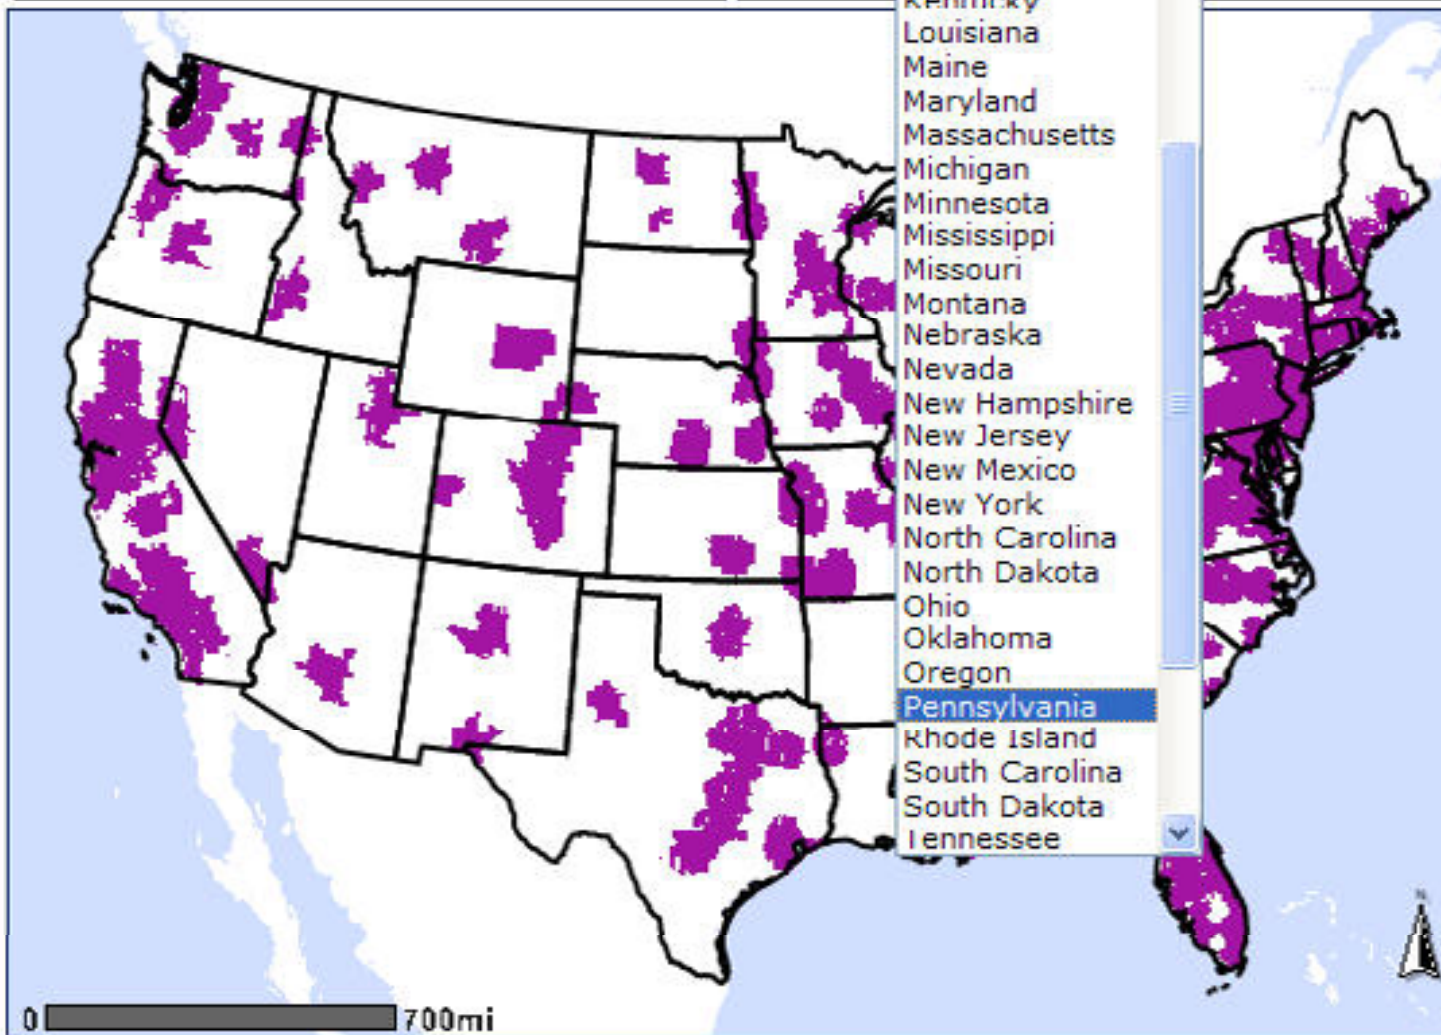 Kentucky
Louisiana
Maine
Maryland
Massachusetts
Michigan
Minnesota
Mississippi
Missouri
Montana
Nebraska
Nevada
New Hampshire
New Jersey
New Mexico
New York
North Carolina
North Dakota
Ohio
Oklahoma
Oregon
Pennsylvania
Rhode Island
South Carolina
South Dakota
Tennessee
N
0 700mi